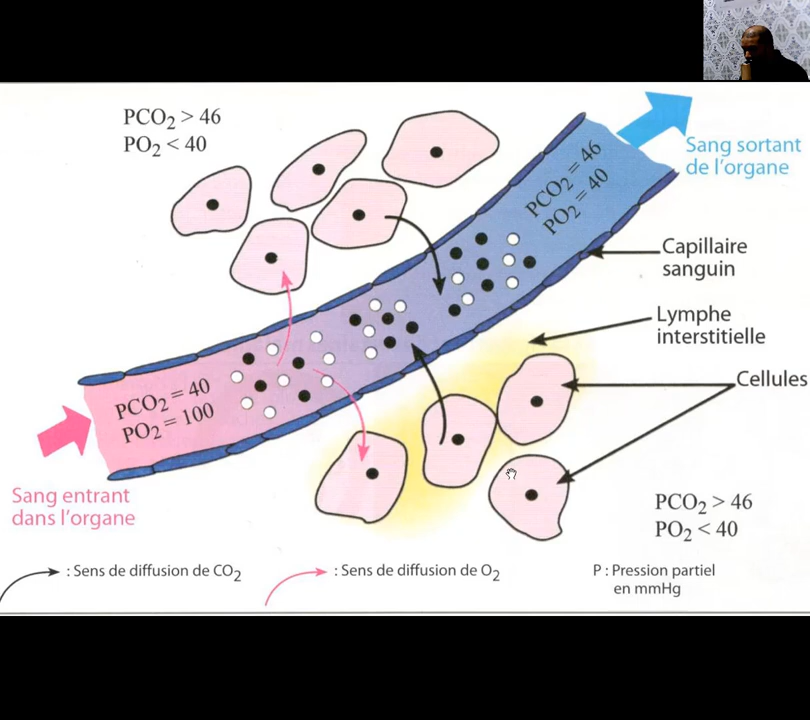 PCO2 > 46
PO2 < 40
Sang sortant
de l'organe
PCO2 = 46
PO2 = 40
Capillaire
sanguin
Lymphe
interstitielle
Cellules
PCO2 = 40
PO2 = 100
Sang entrant
dans l'organe
PCO2 > 46
PO2 < 40
: Sens de diffusion de CO2
: Sens de diffusion de O2
P : Pression partiel
en mmHg